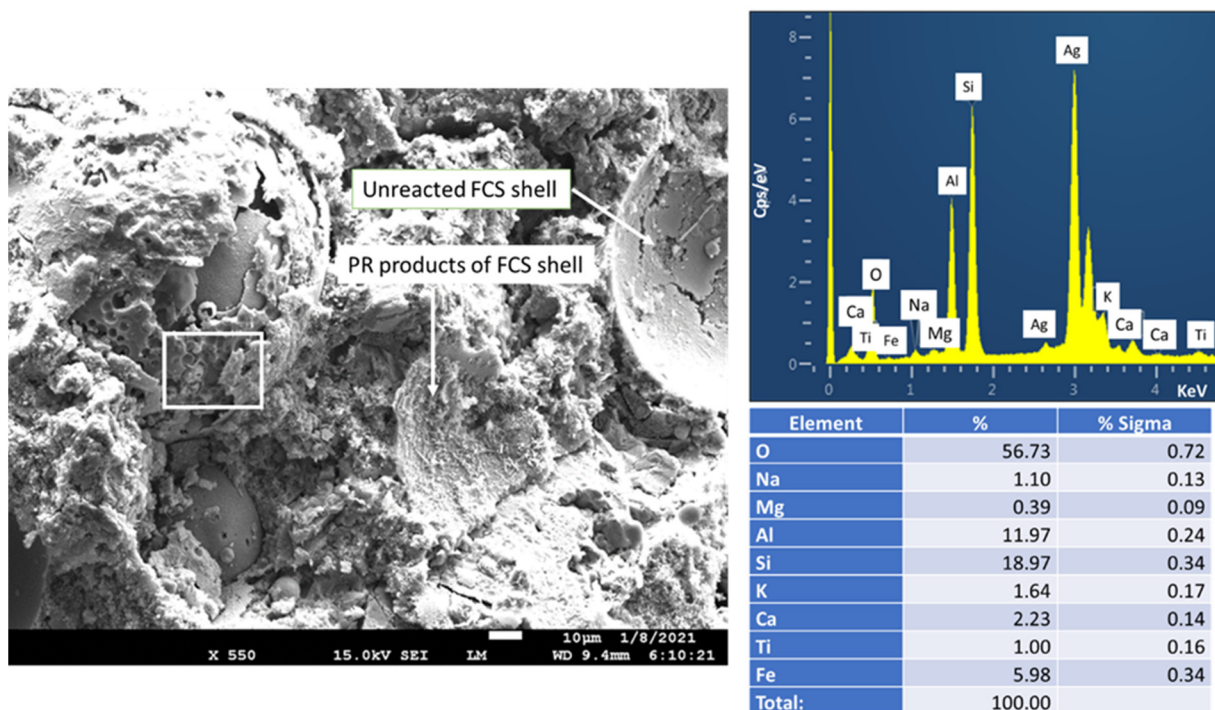 Unreacted FCS shell
PR products of FCS shell
10µm 1/8/2021
X 550 15.0kV SEI LM WD 9.4mm 6:10:21
Cps/eV
8
6
4
2
0
Ag
Si
Al
O
Na
K
Ca
Ag
Ca
Ti
Fe
Mg
Ca
Ti
0 1 2 3 4 KeV
Element % % Sigma
O 56.73 0.72
Na 1.10 0.13
Mg 0.39 0.09
Al 11.97 0.24
Si 18.97 0.34
K 1.64 0.17
Ca 2.23 0.14
Ti 1.00 0.16
Fe 5.98 0.34
Total: 100.00